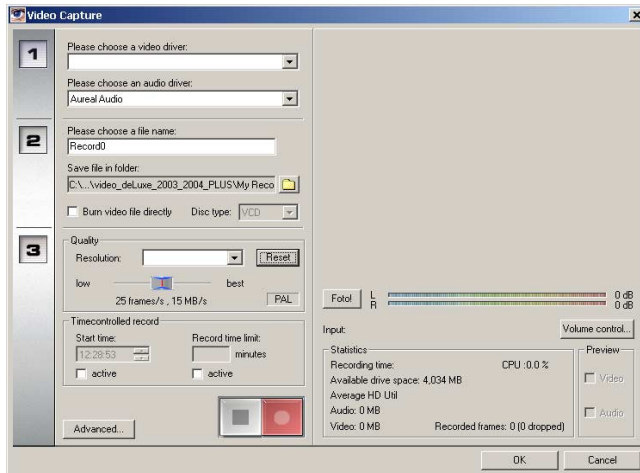 Video Capture
1
Please choose a video driver:
Please choose an audio driver:
Aureal Audio
2
Please choose a file name:
Record0
Save file in folder:
C:\...\video_deLuxe_2003_2004_PLUS\My Reco
Burn video file directly Disc type: VCD
3
Quality
Resolution: Reset
low best
25 frames/s , 15 MB/s PAL
Timecontrolled record
Start time: Record time limit:
12:28:53 minutes
active active
Advanced...
Foto! L 0 dB
R 0 dB
Input: Volume control...
Statistics
Recording time: CPU :0.0 %
Available drive space: 4,034 MB
Average HD Util
Audio: 0 MB
Video: 0 MB Recorded frames: 0 (0 dropped)
Preview
Video
Audio
OK Cancel